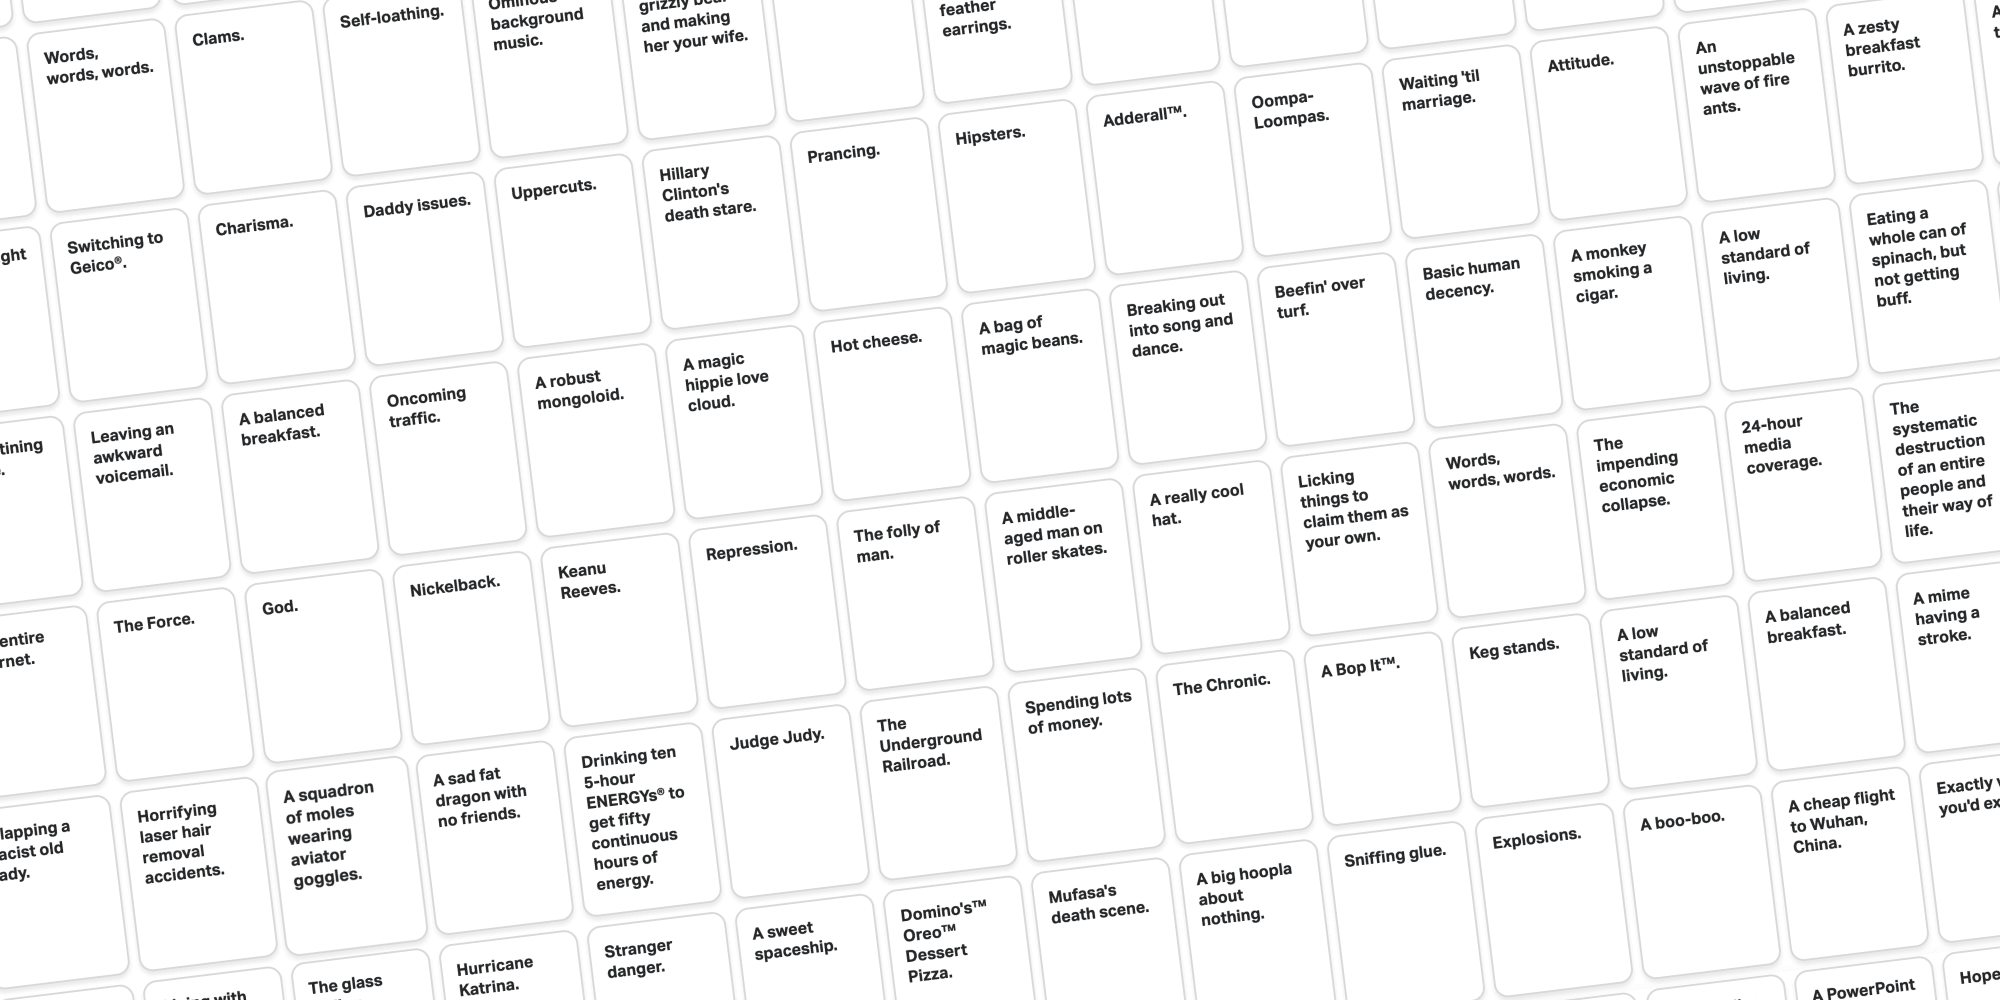 Words,
words, words.
Clams.
Self-loathing.
Ominous
background
music.
and making
her your wife.
feather
earrings.
Switching to
Geico®.
Charisma.
Daddy issues.
Uppercuts.
Hillary
Clinton's
death stare.
Prancing.
Hipsters.
Adderall™.
Oompa-
Loompas.
Waiting 'til
marriage.
Attitude.
An
unstoppable
wave of fire
ants.
A zesty
breakfast
burrito.
Leaving an
awkward
voicemail.
A balanced
breakfast.
Oncoming
traffic.
A robust
mongoloid.
A magic
hippie love
cloud.
Hot cheese.
A bag of
magic beans.
Breaking out
into song and
dance.
Beefin' over
turf.
Basic human
decency.
A monkey
smoking a
cigar.
A low
standard of
living.
Eating a
whole can of
spinach, but
not getting
buff.
entire
The Force.
God.
Nickelback.
Keanu
Reeves.
Repression.
The folly of
man.
A middle-
aged man on
roller skates.
A really cool
hat.
Licking
things to
claim them as
your own.
Words,
words, words.
The
impending
economic
collapse.
24-hour
media
coverage.
The
systematic
destruction
of an entire
people and
their way of
life.
lapping a
acist old
ady.
Horrifying
laser hair
removal
accidents.
A squadron
of moles
wearing
aviator
goggles.
A sad fat
dragon with
no friends.
Drinking ten
5-hour
ENERGYs® to
get fifty
continuous
hours of
energy.
Judge Judy.
The
Underground
Railroad.
Spending lots
of money.
The Chronic.
A Bop It™.
Keg stands.
A low
standard of
living.
A balanced
breakfast.
A mime
having a
stroke.
The glass
Hurricane
Katrina.
Stranger
danger.
A sweet
spaceship.
Domino's™
Oreo™
Dessert
Pizza.
Mufasa's
death scene.
A big hoopla
about
nothing.
Sniffing glue.
Explosions.
A boo-boo.
A cheap flight
to Wuhan,
China.
Exactly
you'd
A PowerPoint
Hope